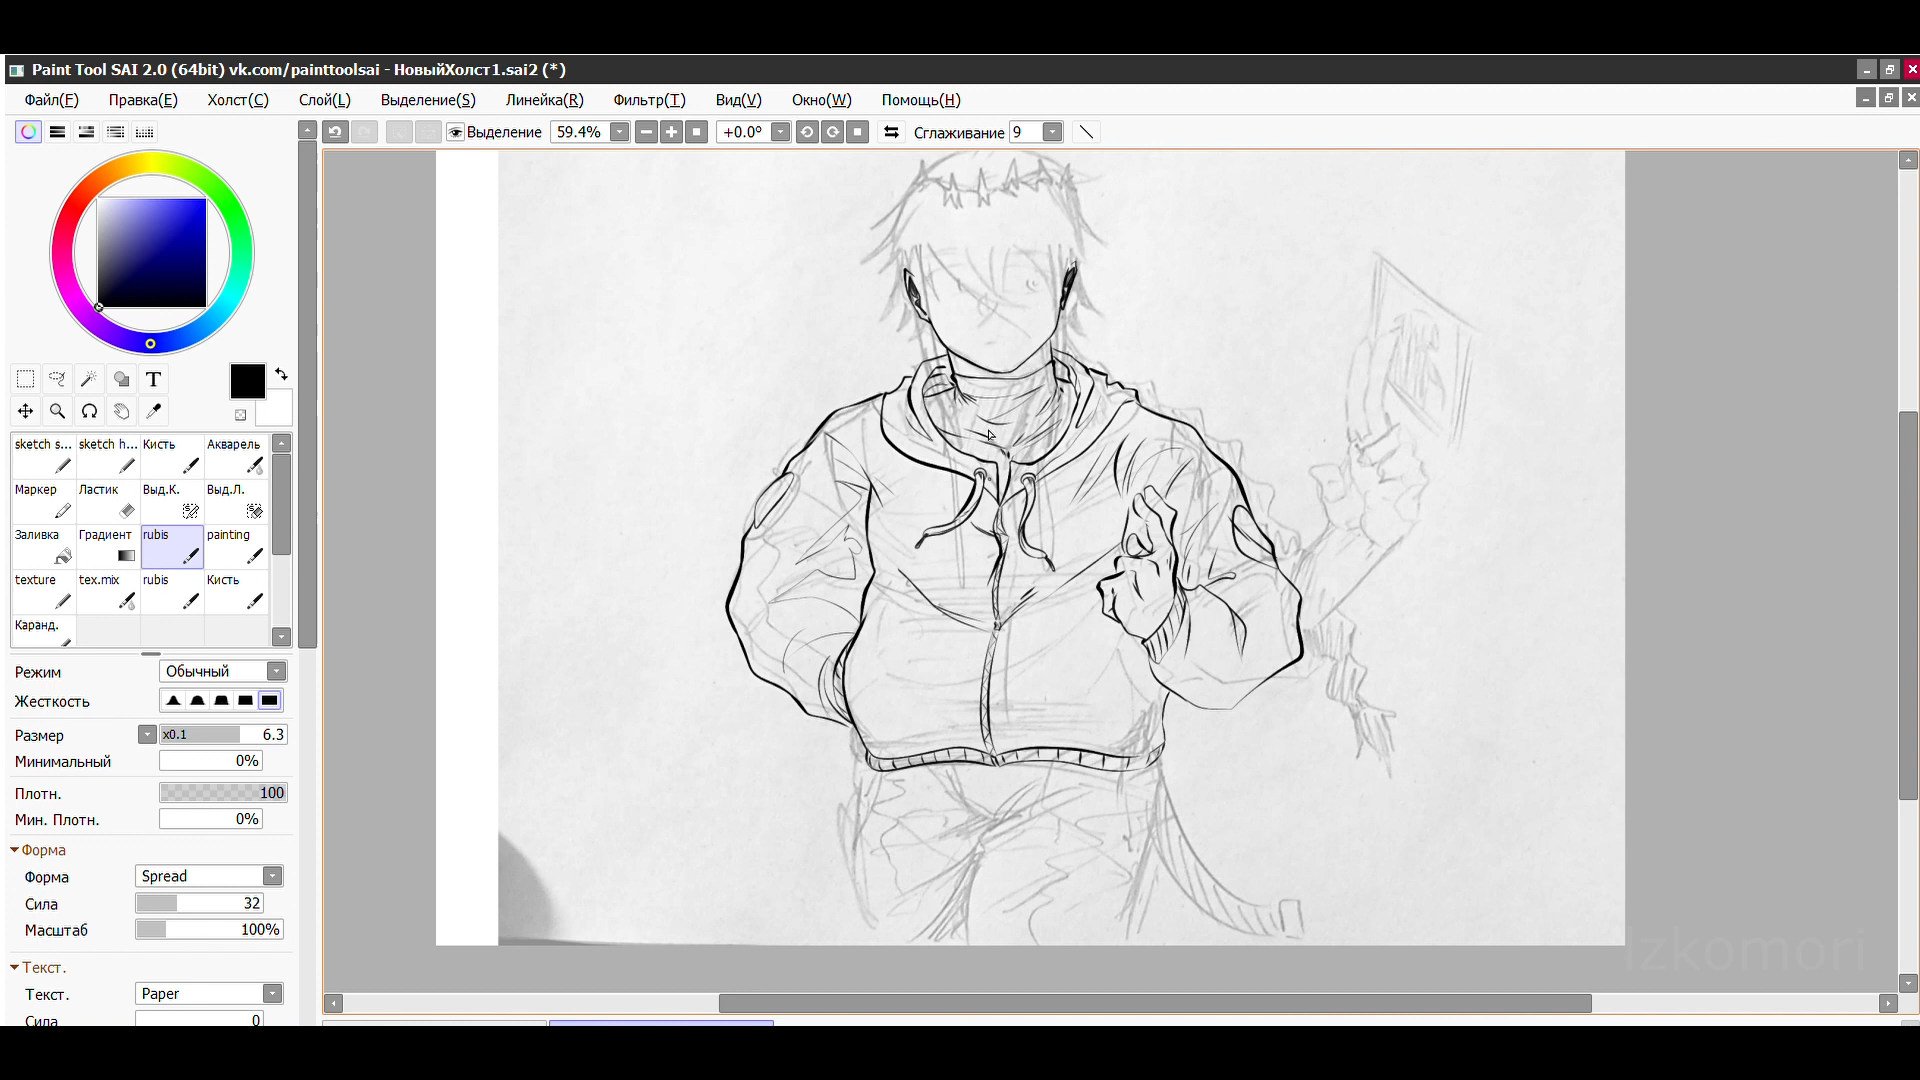 Paint Tool SAI 2.0 (64bit) vk.com/painttoolsai - НовыйХолст1.sai2 (*)
Файл(F) Правка(E) Холст(C) Слой(L) Выделение(S) Линейка(R) Фильтр(T) Вид(V) Окно(W) Помощь(H)
Выделение 59.4% +0.0º Сглаживание 9
T
sketch s... sketch h... Кисть Акварель
Маркер Ластик Выд.К. Выд.Л.
Заливка Градиент rubis painting
texture tex.mix rubis Кисть
Каранд.
Режим Обычный
Жесткость
Размер x0.1 6.3
Минимальный 0%
Плотн. 100
Мин. Плотн. 0%
Форма
Форма Spread
Сила 32
Масштаб 100%
Текст.
Текст. Paper
Сила 0
Izkomori